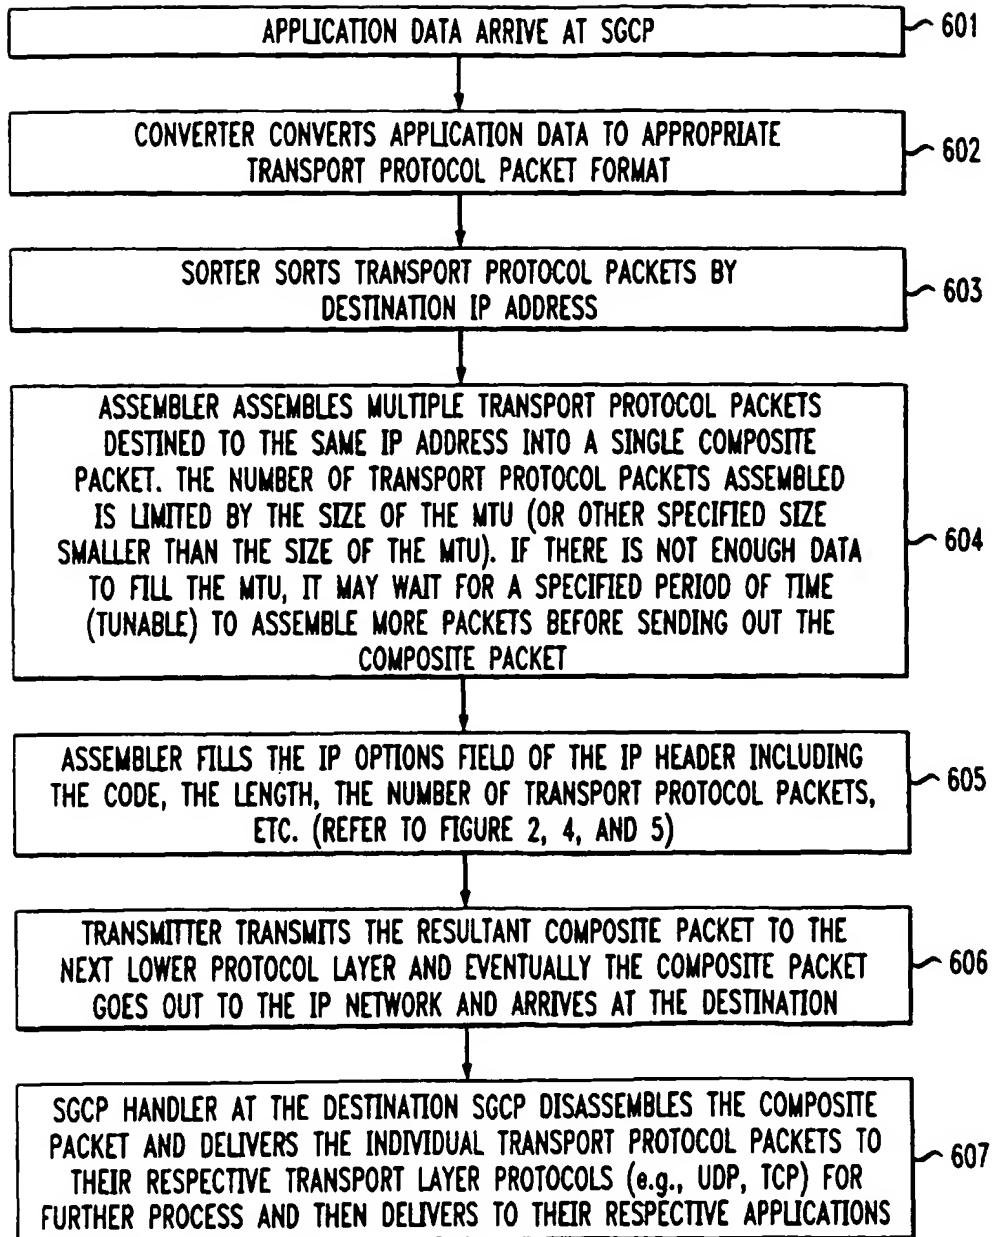 APPLICATION DATA ARRIVE AT SGCP
601
CONVERTER CONVERTS APPLICATION DATA TO APPROPRIATE
TRANSPORT PROTOCOL PACKET FORMAT
602
SORTER SORTS TRANSPORT PROTOCOL PACKETS BY
DESTINATION IP ADDRESS
603
ASSEMBLER ASSEMBLES MULTIPLE TRANSPORT PROTOCOL PACKETS
DESTINED TO THE SAME IP ADDRESS INTO A SINGLE COMPOSITE
PACKET. THE NUMBER OF TRANSPORT PROTOCOL PACKETS ASSEMBLED
IS LIMITED BY THE SIZE OF THE MTU (OR OTHER SPECIFIED SIZE
SMALLER THAN THE SIZE OF THE MTU). IF THERE IS NOT ENOUGH DATA
TO FILL THE MTU, IT MAY WAIT FOR A SPECIFIED PERIOD OF TIME
(TUNABLE) TO ASSEMBLE MORE PACKETS BEFORE SENDING OUT THE
COMPOSITE PACKET
604
ASSEMBLER FILLS THE IP OPTIONS FIELD OF THE IP HEADER INCLUDING
THE CODE, THE LENGTH, THE NUMBER OF TRANSPORT PROTOCOL PACKETS,
ETC. (REFER TO FIGURE 2, 4, AND 5)
605
TRANSMITTER TRANSMITS THE RESULTANT COMPOSITE PACKET TO THE
NEXT LOWER PROTOCOL LAYER AND EVENTUALLY THE COMPOSITE PACKET
GOES OUT TO THE IP NETWORK AND ARRIVES AT THE DESTINATION
606
SGCP HANDLER AT THE DESTINATION SGCP DISASSEMBLES THE COMPOSITE
PACKET AND DELIVERS THE INDIVIDUAL TRANSPORT PROTOCOL PACKETS TO
THEIR RESPECTIVE TRANSPORT LAYER PROTOCOLS (e.g., UDP, TCP) FOR
FURTHER PROCESS AND THEN DELIVERS TO THEIR RESPECTIVE APPLICATIONS
607